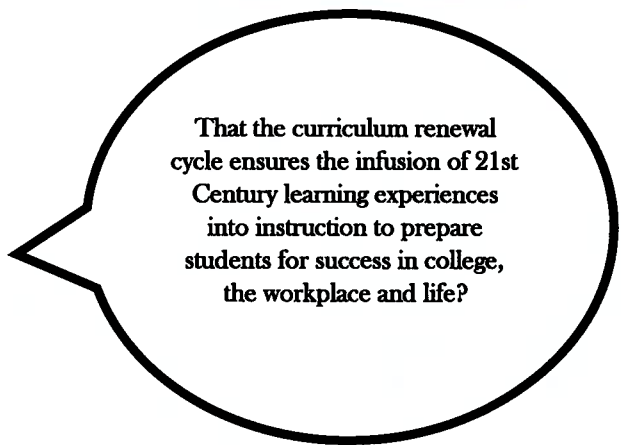 That the curriculum renewal
cycle ensures the infusion of 21st
Century learning experiences
into instruction to prepare
students for success in college,
the workplace and life?